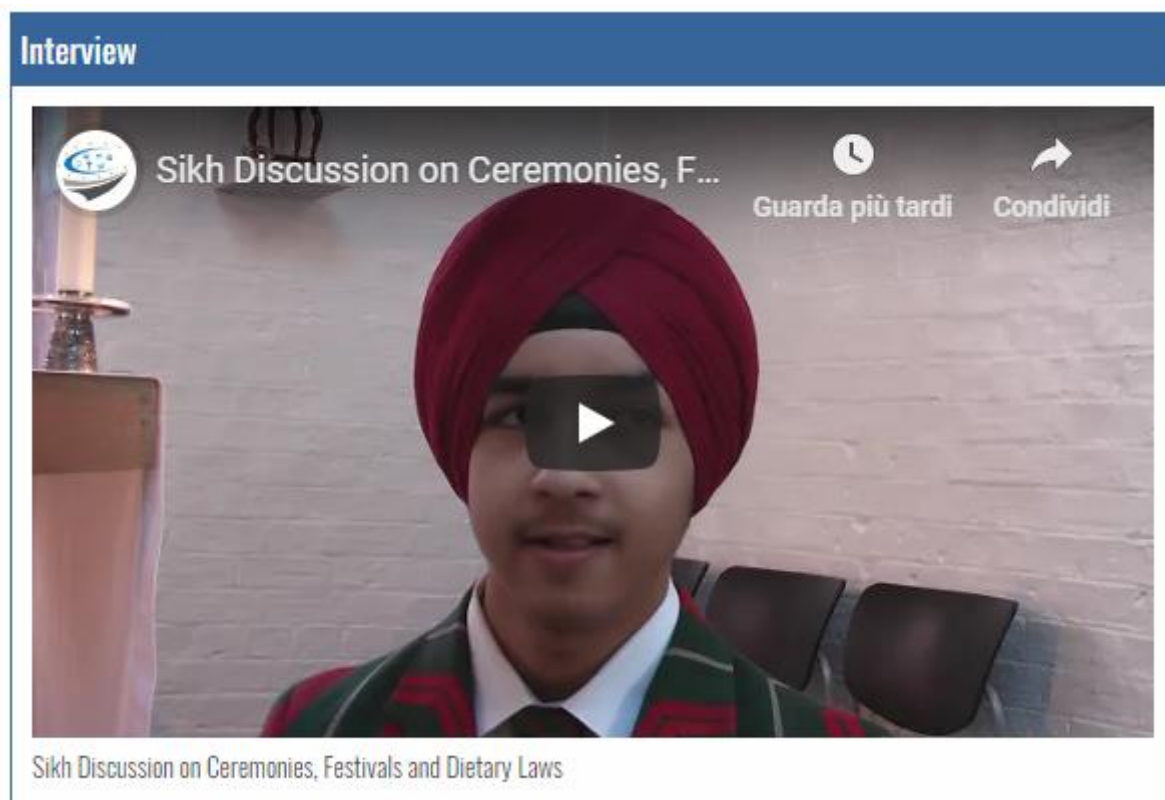 Interview
Sikh Discussion on Ceremonies, F...
Guarda più tardi
Condividi
Sikh Discussion on Ceremonies, Festivals and Dietary Laws